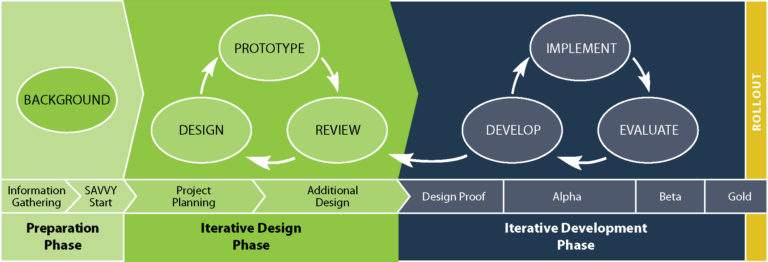 PROTOTYPE
BACKGROUND
DESIGN
REVIEW
IMPLEMENT
DEVELOP
EVALUATE
ROLLOUT
Information
Gathering
SAVVY
Start
Project
Planning
Additional
Design
Design Proof
Alpha
Beta
Gold
Preparation
Phase
Iterative Design
Phase
Iterative Development
Phase